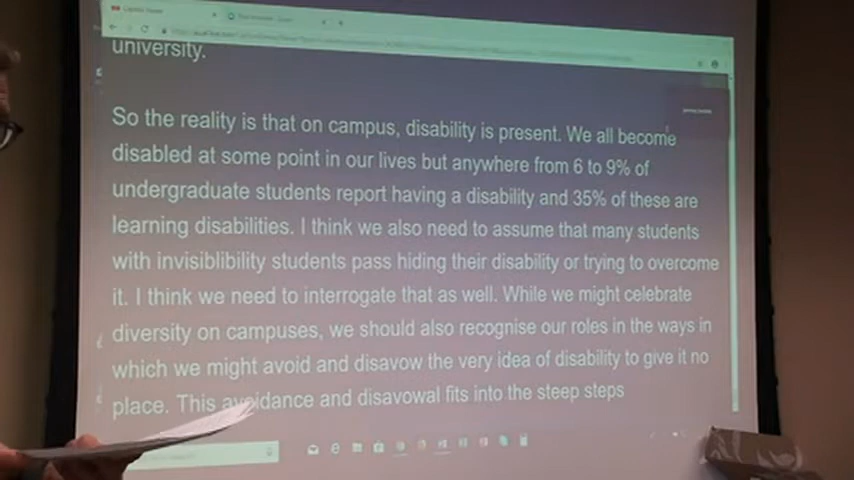 university.
So the reality is that on campus, disability is present. We all become
disabled at some point in our lives but anywhere from 6 to 9% of
undergraduate students report having a disability and 35% of these are
learning disabilities. I think we also need to assume that many students
with invisiblibility students pass hiding their disability or trying to overcome
it. I think we need to interrogate that as well. While we might celebrate
diversity on campuses, we should also recognise our roles in the ways in
which we might avoid and disavow the very idea of disability to give it no
place. This avoidance and disavowal fits into the steep steps